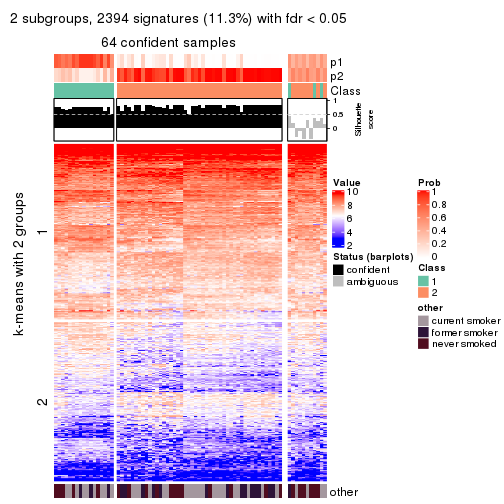 2 subgroups, 2394 signatures (11.3%) with fdr < 0.05
64 confident samples
p1
p2
Class
1
0.5
0
Silhouette
score
k-means with 2 groups
1
2
Value
10
8
6
4
2
Status (barplots)
confident
ambiguous
Prob
1
0.8
0.6
0.4
0.2
0
Class
1
2
other
current smoker
former smoker
never smoked
other